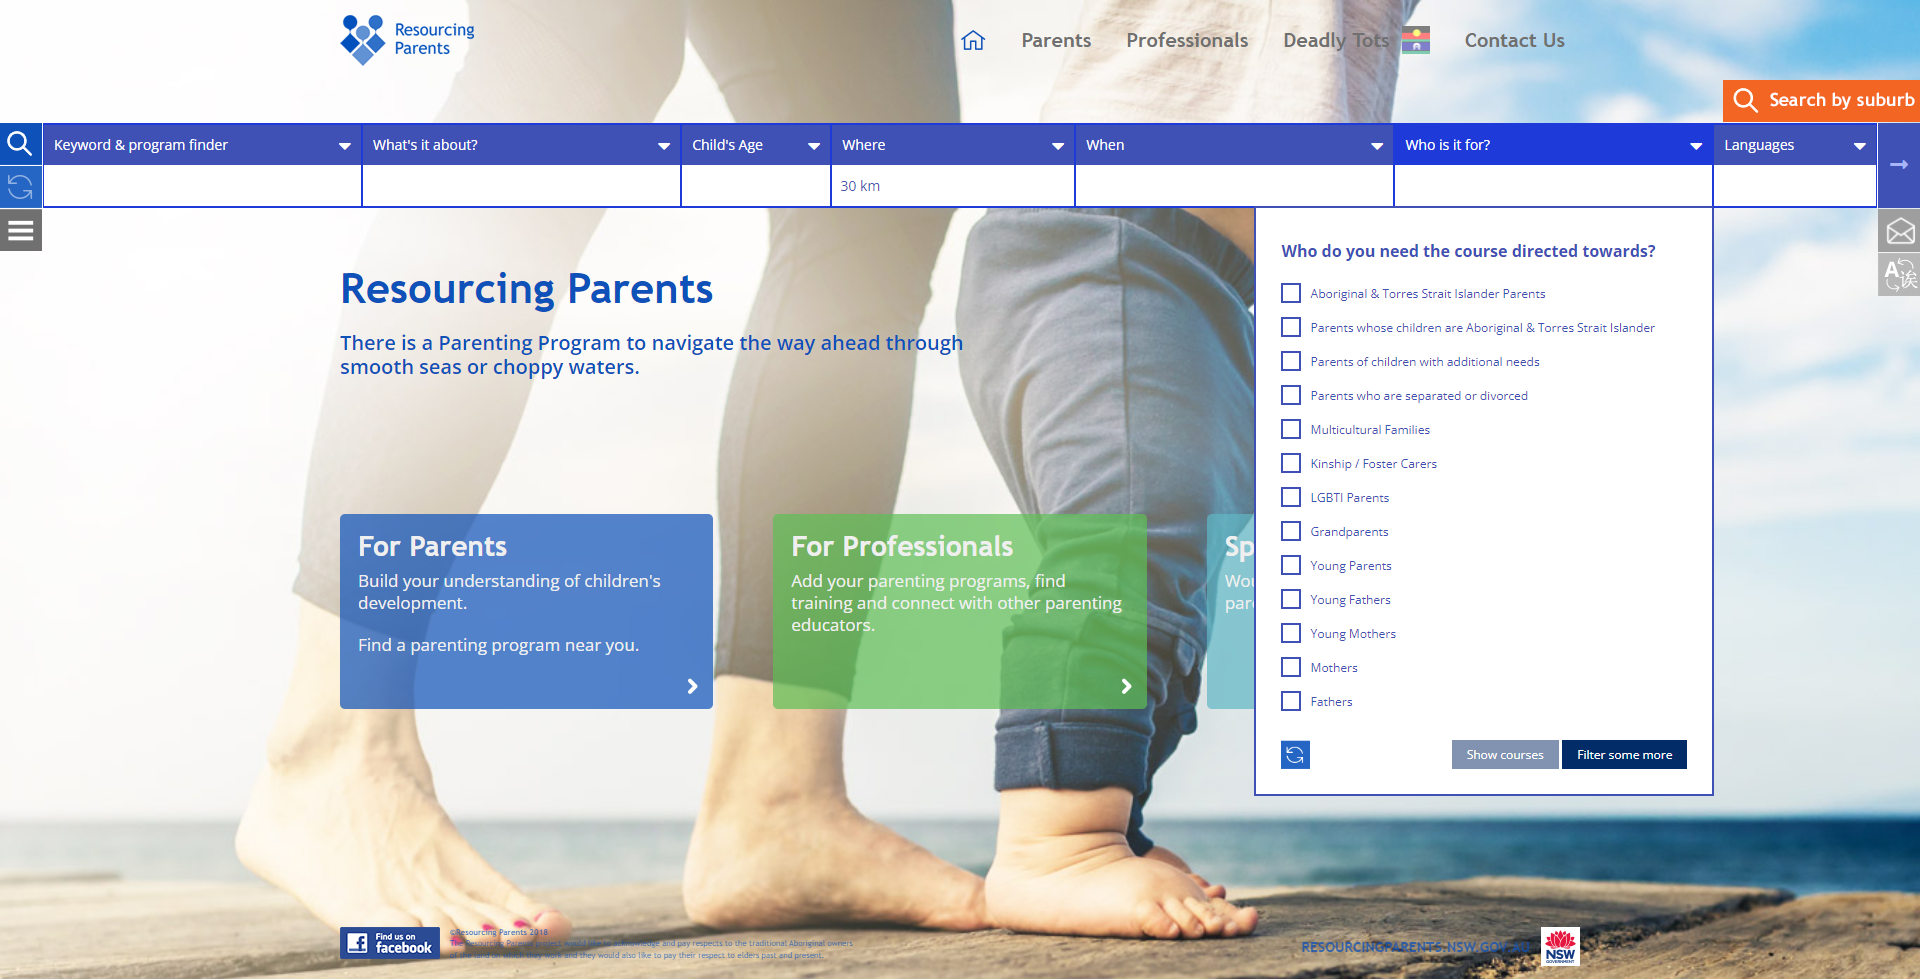 Resourcing
Parents
Parents
Professionals
Deadly Tots
Contact Us
Search by suburb
Keyword & program finder
What's it about?
Child's Age
Where
When
Who is it for?
Languages
30 km
Who do you need the course directed towards?
Aboriginal & Torres Strait Islander Parents
Parents whose children are Aboriginal & Torres Strait Islander
Parents of children with additional needs
Parents who are separated or divorced
Multicultural Families
Kinship / Foster Carers
LGBTI Parents
Grandparents
Young Parents
Young Fathers
Young Mothers
Mothers
Fathers
Show courses
Filter some more
A
诶
Resourcing Parents
There is a Parenting Program to navigate the way ahead through
smooth seas or choppy waters.
For Parents
Build your understanding of children's
development.
Find a parenting program near you.
For Professionals
Add your parenting programs, find
training and connect with other parenting
educators.
Sp
Wou
par
Find us on
facebook
©Resourcing Parents 2018
The Resourcing Parents project would like to acknowledge and pay respects to the traditional Aboriginal owners
of the land on which they work and they would also like to pay their respect to elders past and present.
RESOURCINGPARENTS.NSW.GOV.AU
NSW
GOVERNMENT